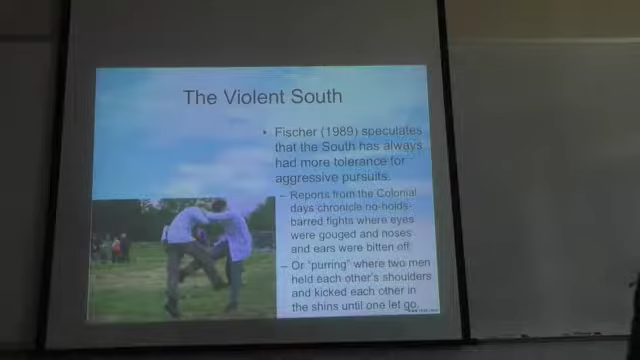 The Violent South
• Fischer (1989) speculates
that the South has always
had more tolerance for
aggressive pursuits.
– Reports from the Colonial
days chronicle no-holds-
barred fights where eyes
were gouged and noses
and ears were bitten off
– Or “purring” where two men
held each other's shoulders
and kicked each other in
the shins until one let go.